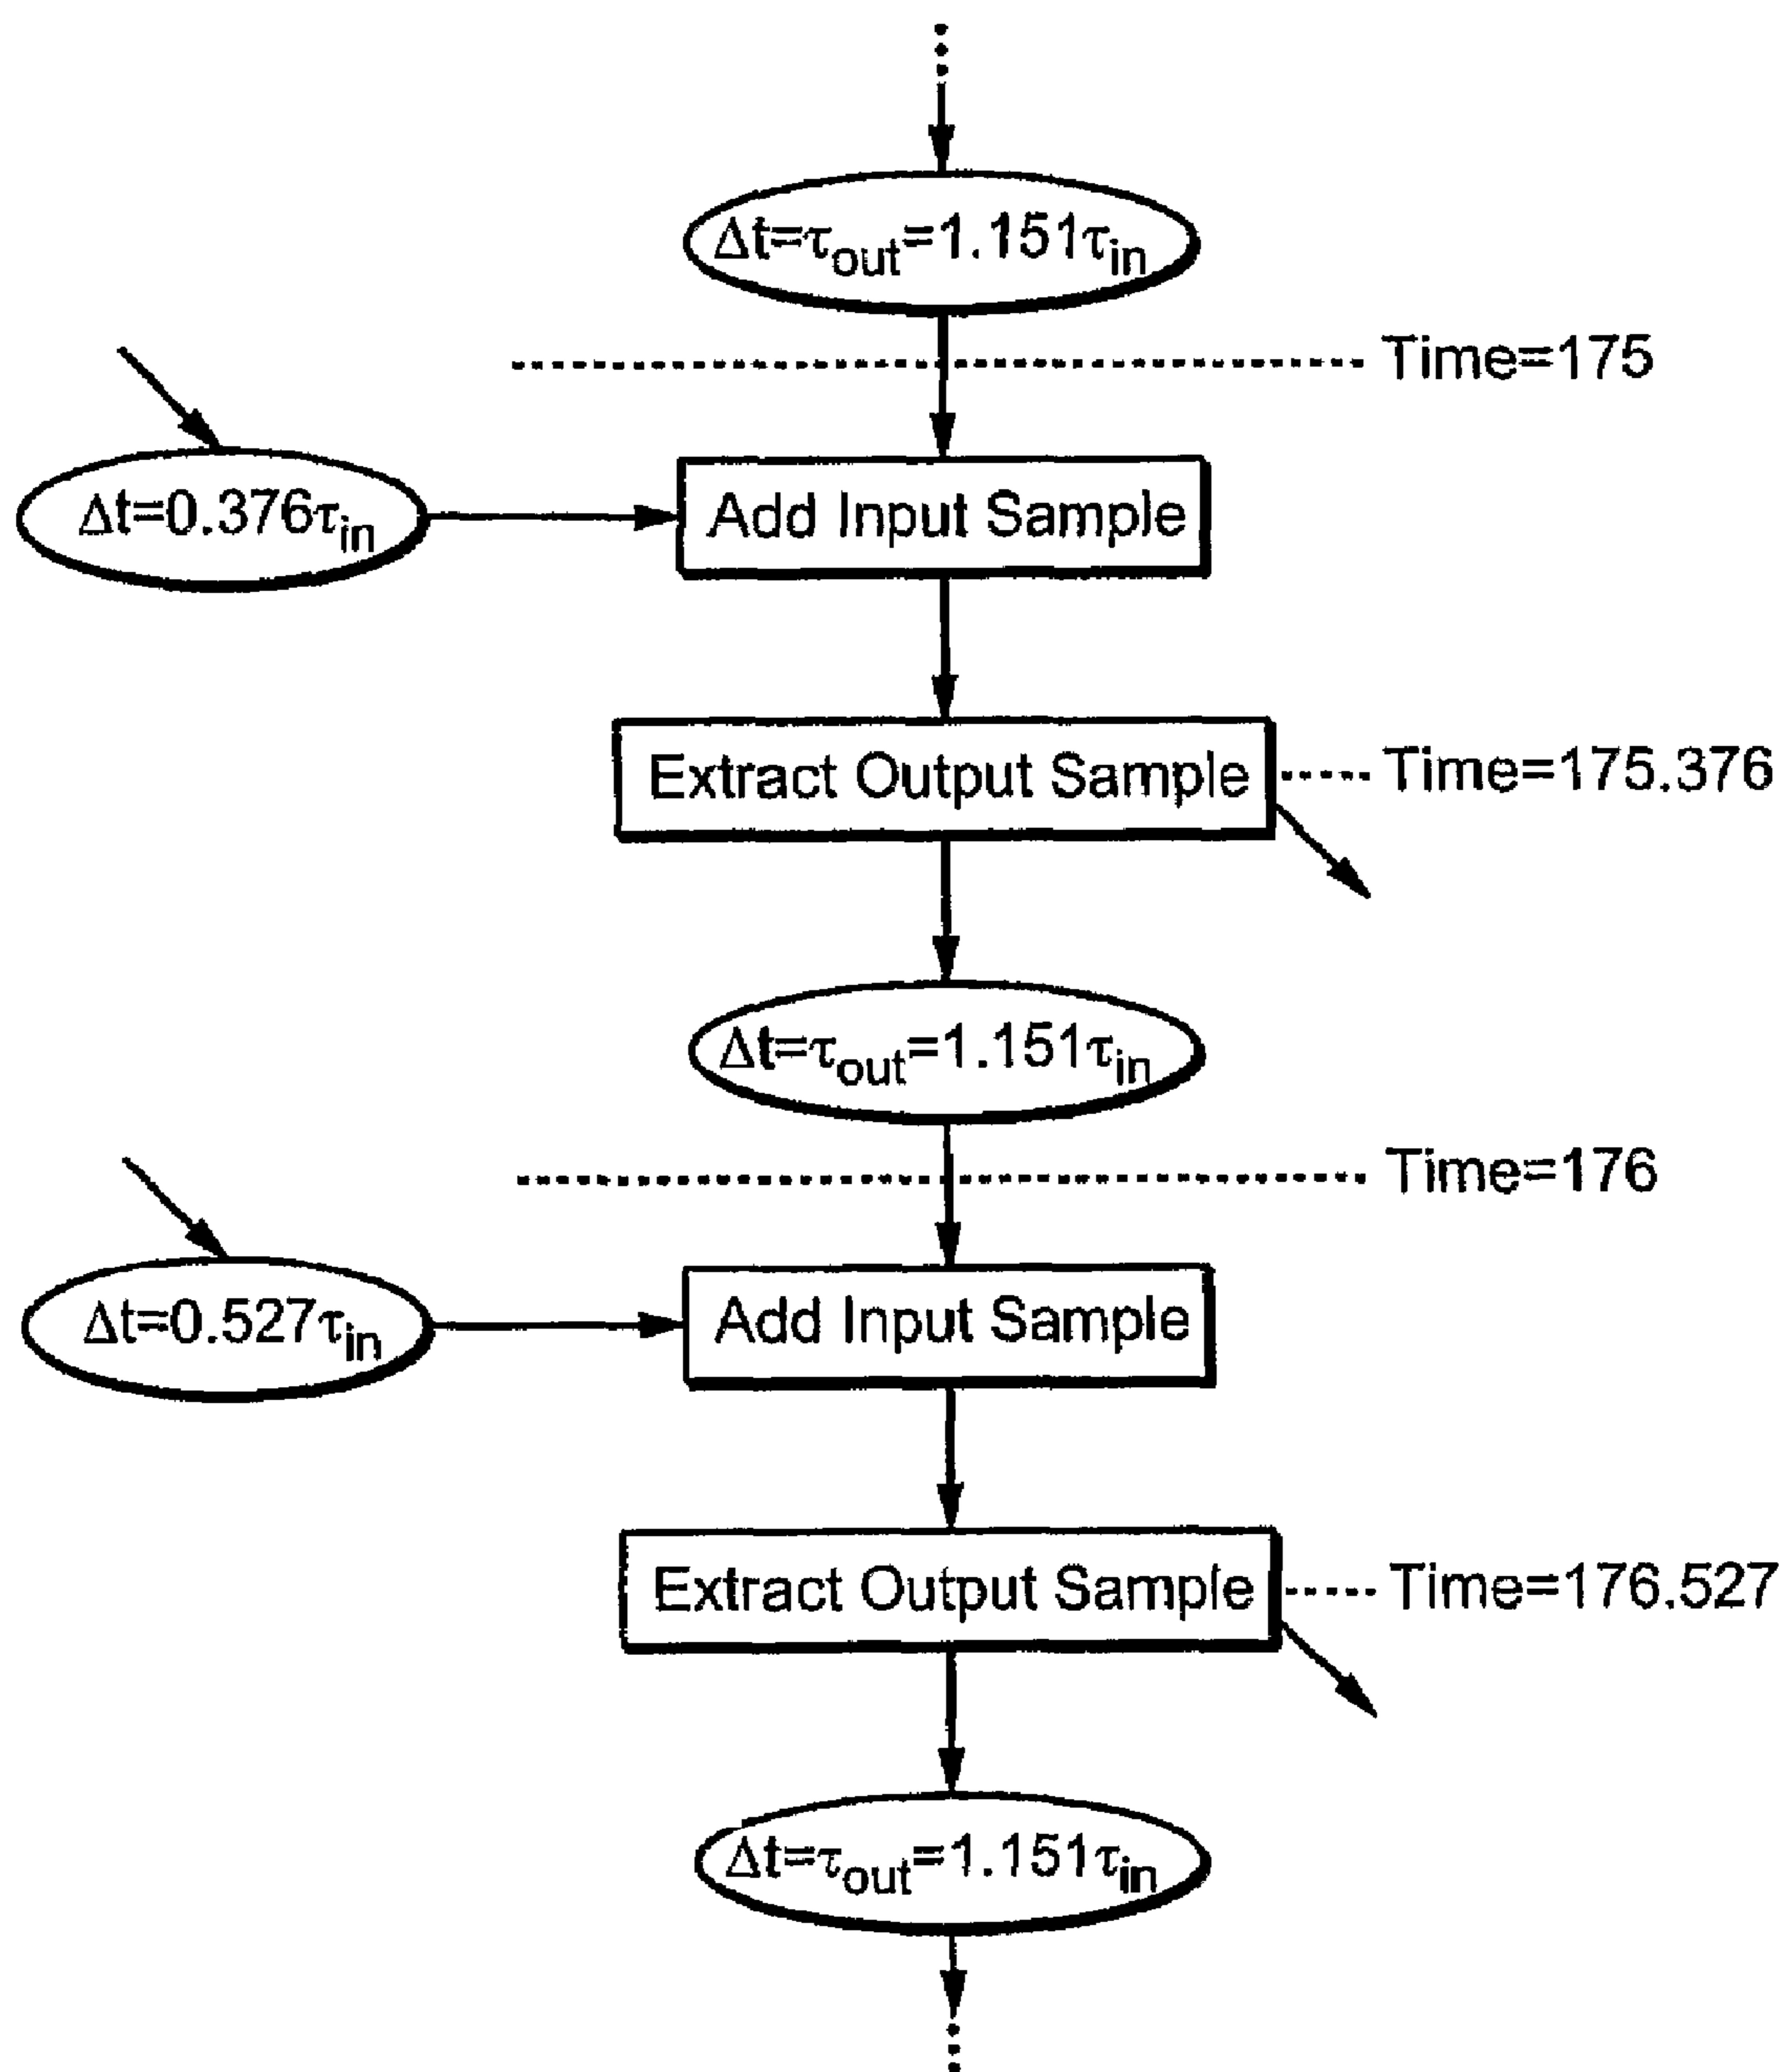 Δt=τout=1.151τin
Time=175
Δt=0.376τin
Add Input Sample
Extract Output Sample
Time=175.376
Δt=τout=1.151τin
Time=176
Δt=0.527τin
Add Input Sample
Extract Output Sample
Time=176.527
Δt=τout=1.151τin